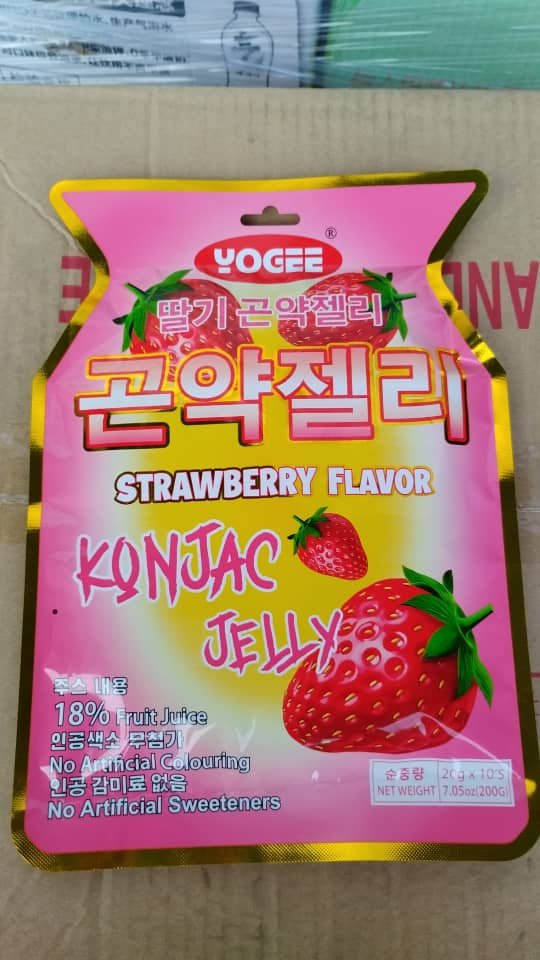 YOGEE ®
딸기 곤약젤리
곤약젤리
STRAWBERRY FLAVOR
KONJAC
JELLY
주스 내용
18% Fruit Juice
인공색소 무첨가
No Artificial Colouring
인공 감미료 없음
No Artificial Sweeteners
순중량 20g x 10'S
NET WEIGHT 7.05oz(200G)